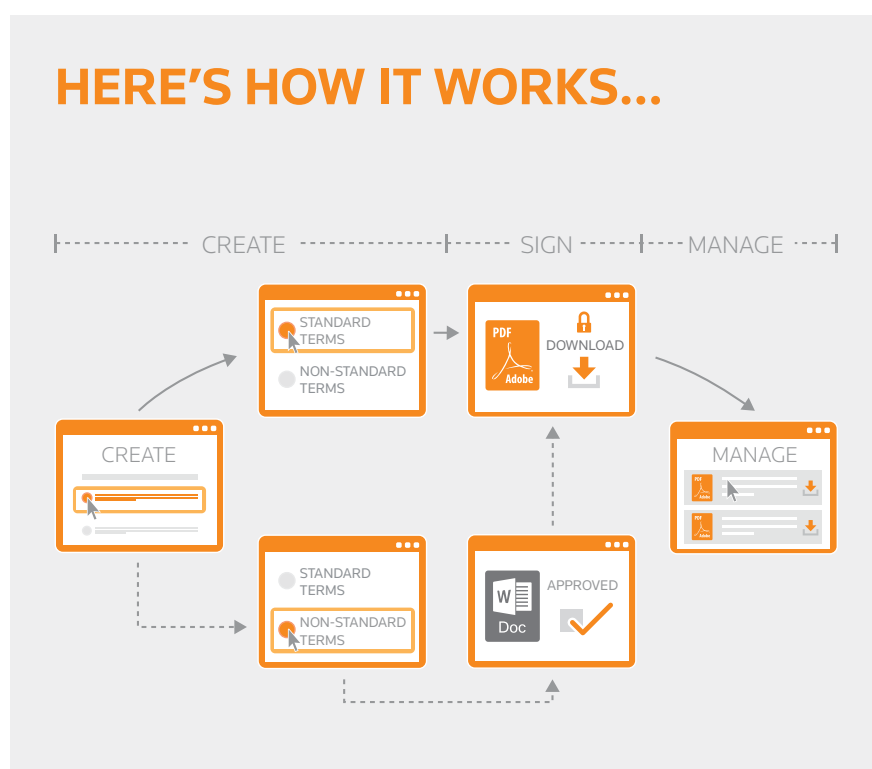 HERE'S HOW IT WORKS...
CREATE
SIGN
MANAGE
STANDARD
TERMS
NON-STANDARD
TERMS
PDF
Adobe
DOWNLOAD
CREATE
MANAGE
PDF
Adobe
PDF
Adobe
STANDARD
TERMS
NON-STANDARD
TERMS
W
Doc
APPROVED